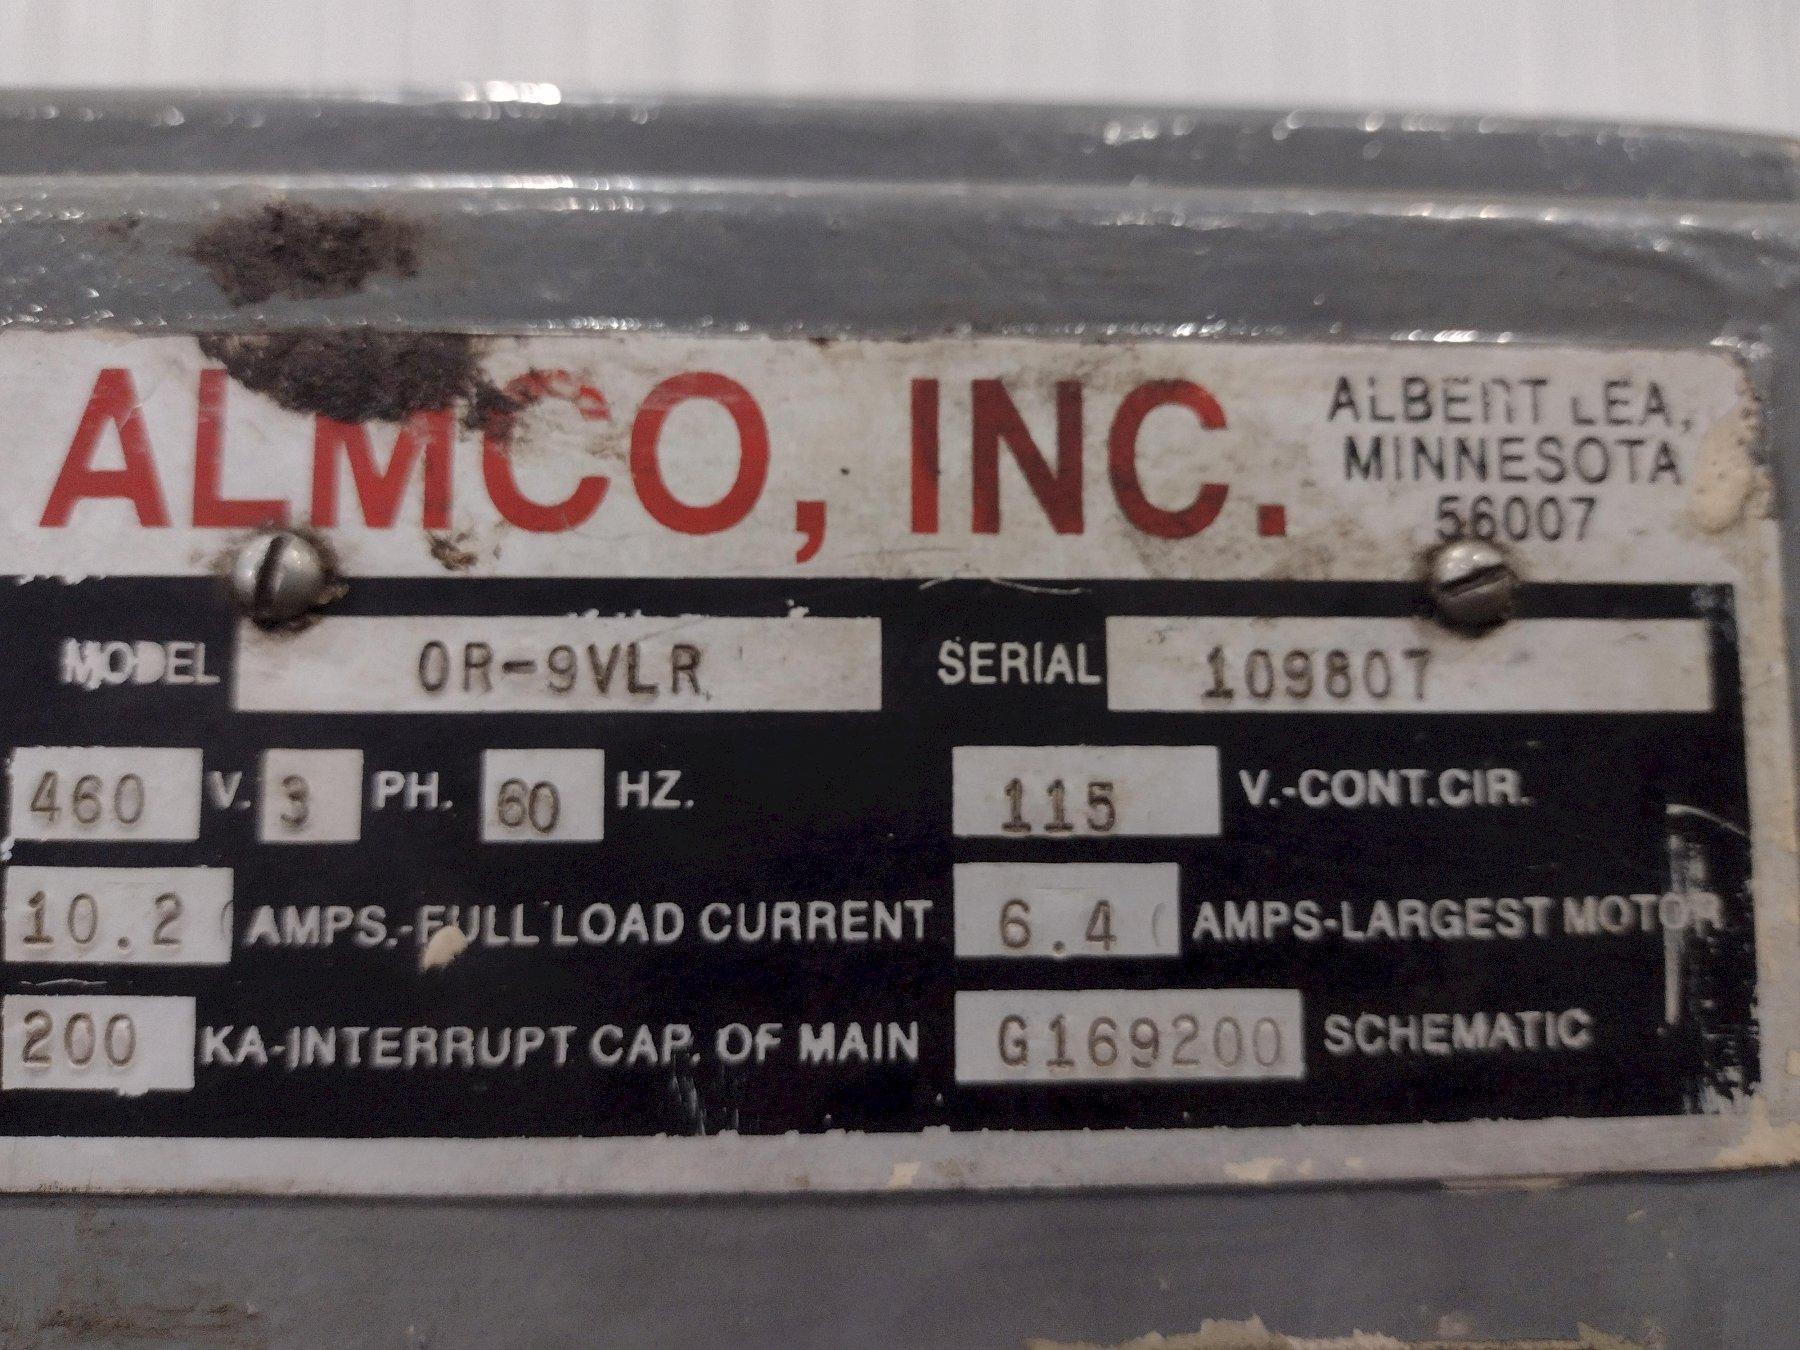 ALMCO, INC.
ALBERT LEA,
MINNESOTA
56007
MODEL OR-9VLR SERIAL 109807
460 V. 3 PH. 60 HZ. 115 V.-CONT.CIR.
10.2 AMPS.-FULL LOAD CURRENT 6.4 AMPS-LARGEST MOTOR
200 KA-INTERRUPT CAP. OF MAIN G169200 SCHEMATIC